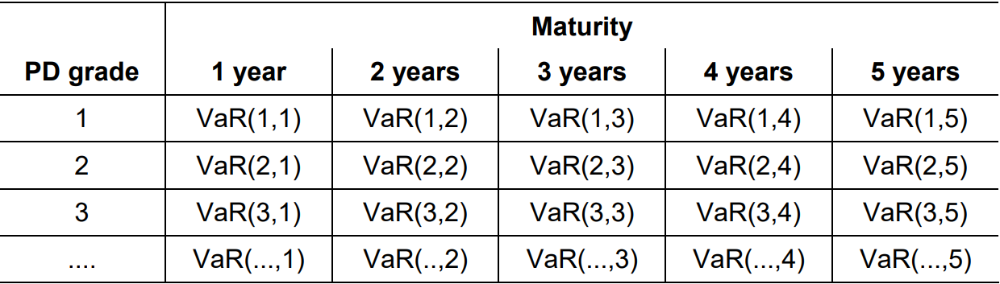 Maturity
PD grade 1 year 2 years 3 years 4 years 5 years
1 VaR(1,1) VaR(1,2) VaR(1,3) VaR(1,4) VaR(1,5)
2 VaR(2,1) VaR(2,2) VaR(2,3) VaR(2,4) VaR(2,5)
3 VaR(3,1) VaR(3,2) VaR(3,3) VaR(3,4) VaR(3,5)
.... VaR(...,1) VaR(..,2) VaR(...,3) VaR(...,4) VaR(...,5)